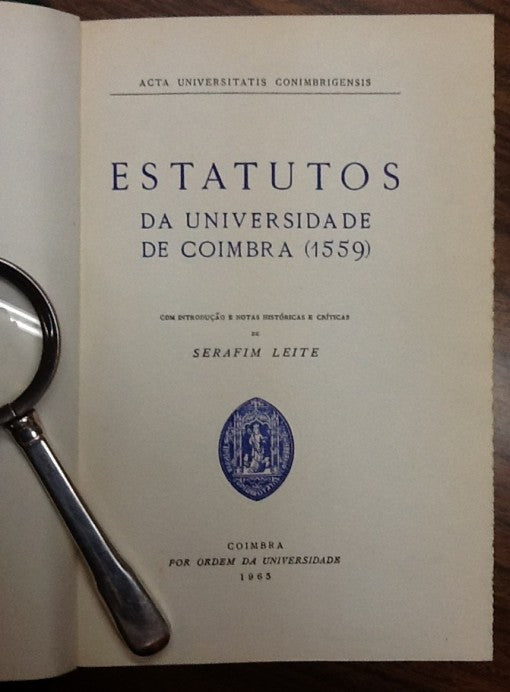 ACTA UNIVERSITATIS CONIMBRIGENSIS
ESTATUTOS
DA UNIVERSIDADE
DE COIMBRA (1559)
COM INTRODUÇÃO E NOTAS HISTÓRICAS E CRÍTICAS
DE
SERAFIM LEITE
COIMBRA
POR ORDEM DA UNIVERSIDADE
1963